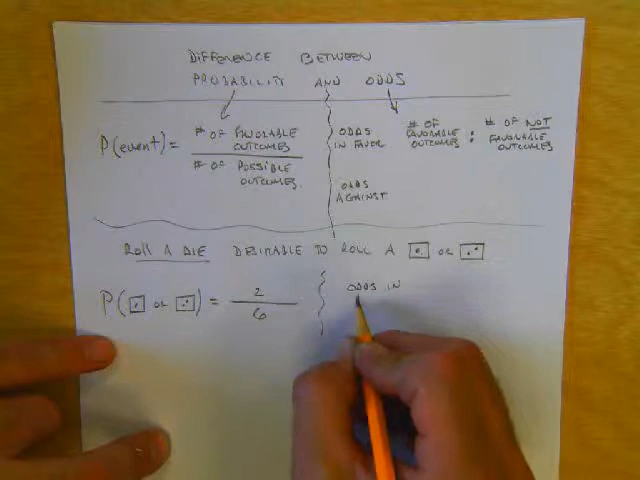 DIFFERENCE BETWEEN
PROBABILITY AND ODDS
P(event) = # OF FAVORABLE
OUTCOMES
# OF POSSIBLE
OUTCOMES.
ODDS
IN FAVER
# OF
FAVORABLE
OUTCOMES
:
# OF NOT
FAVORABLE
OUTCOMES
ODDS
AGAINST
ROLL A DIE DESIRABLE TO ROLL A OR
P( OR ) = 2
6
ODDS IN